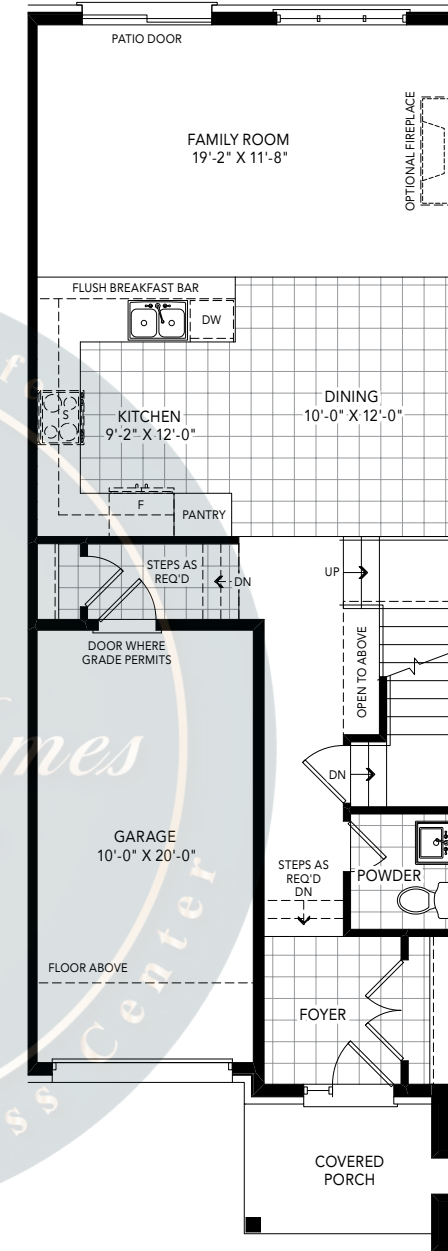 PATIO DOOR
FAMILY ROOM
19'-2" X 11'-8"
OPTIONAL FIREPLACE
FLUSH BREAKFAST BAR
DW
S
KITCHEN
9'-2" X 12'-0"
DINING
10'-0" X 12'-0"
F
PANTRY
STEPS AS
REQ'D
DN
UP
DOOR WHERE
GRADE PERMITS
OPEN TO ABOVE
DN
GARAGE
10'-0" X 20'-0"
STEPS AS
REQ'D
DN
POWDER
FLOOR ABOVE
FOYER
COVERED
PORCH
Center